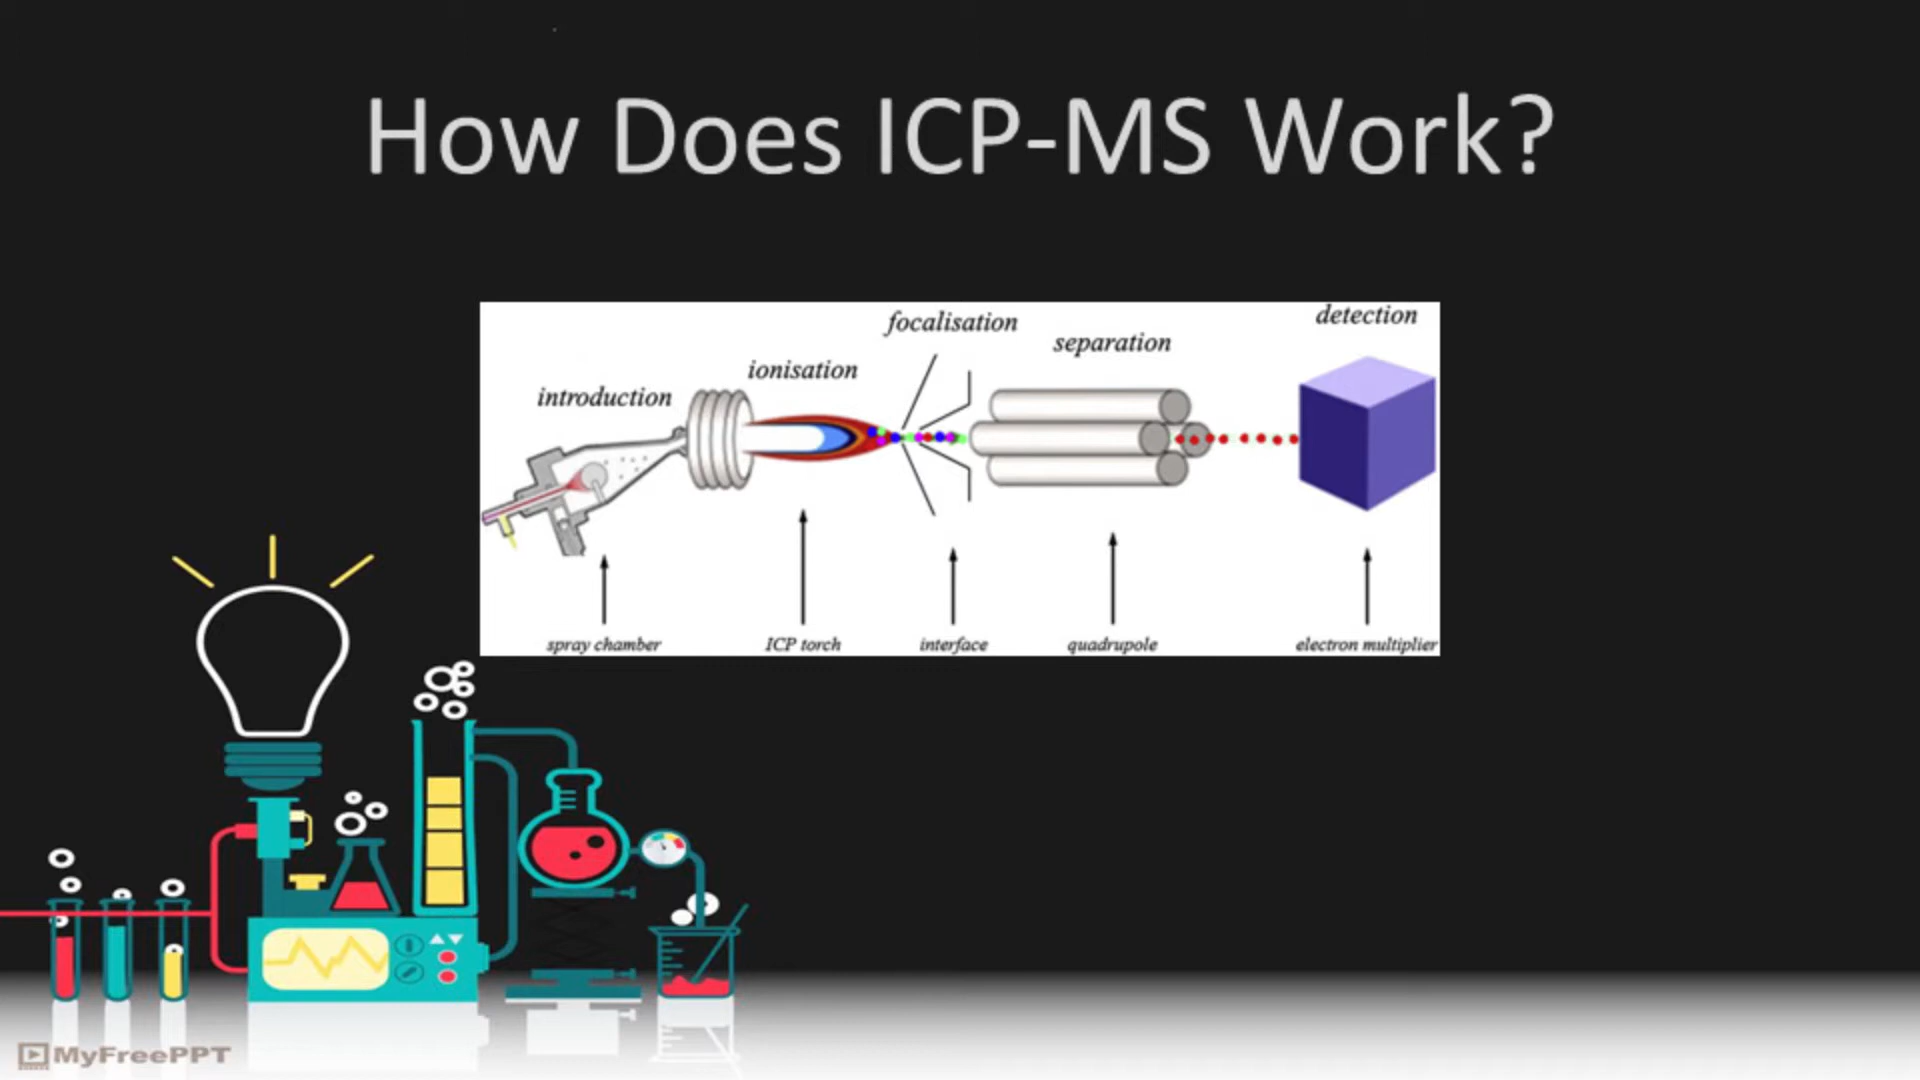 How Does ICP-MS Work?
introduction
ionisation
focalisation
separation
detection
spray chamber
ICP torch
interface
quadrupole
electron multiplier
MyFreePPT